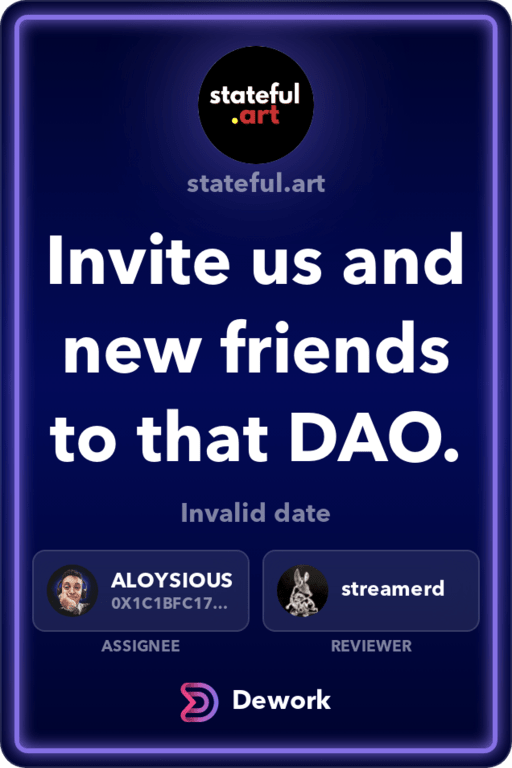 stateful
.art
stateful.art
Invite us and
new friends
to that DAO.
Invalid date
ALOYSIOUS
0X1C1BFC17...
streamerd
ASSIGNEE
REVIEWER
Dework